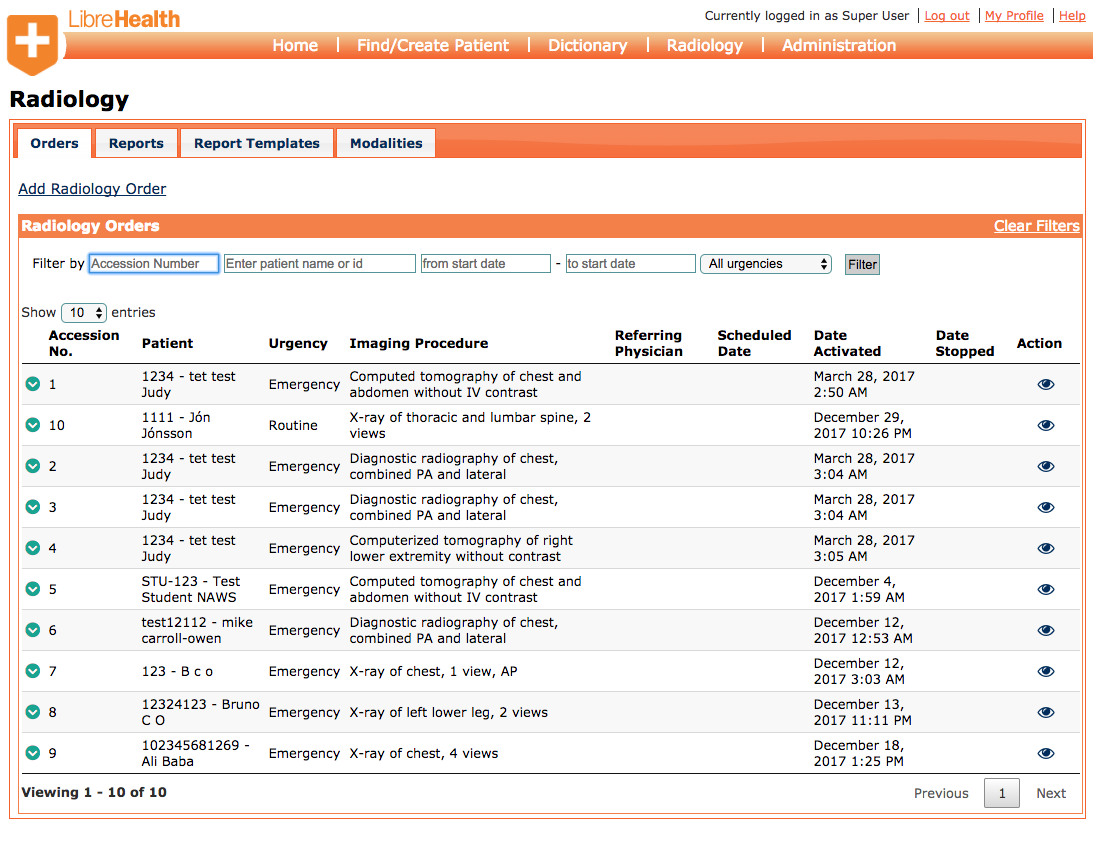 LibreHealth
Currently logged in as Super User Log out My Profile Help
Home Find/Create Patient Dictionary Radiology Administration
Radiology
Orders Reports Report Templates Modalities
Add Radiology Order
Radiology Orders Clear Filters
Filter by Accession Number Enter patient name or id from start date - to start date All urgencies Filter
Show 10 entries
Accession No. Patient Urgency Imaging Procedure Referring Physician Scheduled Date Date Activated Date Stopped Action
1 1234 - tet test Judy Emergency Computed tomography of chest and abdomen without IV contrast March 28, 2017 2:50 AM
10 1111 - Jón Jónsson Routine X-ray of thoracic and lumbar spine, 2 views December 29, 2017 10:26 PM
2 1234 - tet test Judy Emergency Diagnostic radiography of chest, combined PA and lateral March 28, 2017 3:04 AM
3 1234 - tet test Judy Emergency Diagnostic radiography of chest, combined PA and lateral March 28, 2017 3:04 AM
4 1234 - tet test Judy Emergency Computerized tomography of right lower extremity without contrast March 28, 2017 3:05 AM
5 STU-123 - Test Student NAWS Emergency Computed tomography of chest and abdomen without IV contrast December 4, 2017 1:59 AM
6 test12112 - mike carroll-owen Emergency Diagnostic radiography of chest, combined PA and lateral December 12, 2017 12:53 AM
7 123 - B c o Emergency X-ray of chest, 1 view, AP December 12, 2017 3:03 AM
8 12324123 - Bruno C O Emergency X-ray of left lower leg, 2 views December 13, 2017 11:11 PM
9 102345681269 - Ali Baba Emergency X-ray of chest, 4 views December 18, 2017 1:25 PM
Viewing 1 - 10 of 10 Previous 1 Next